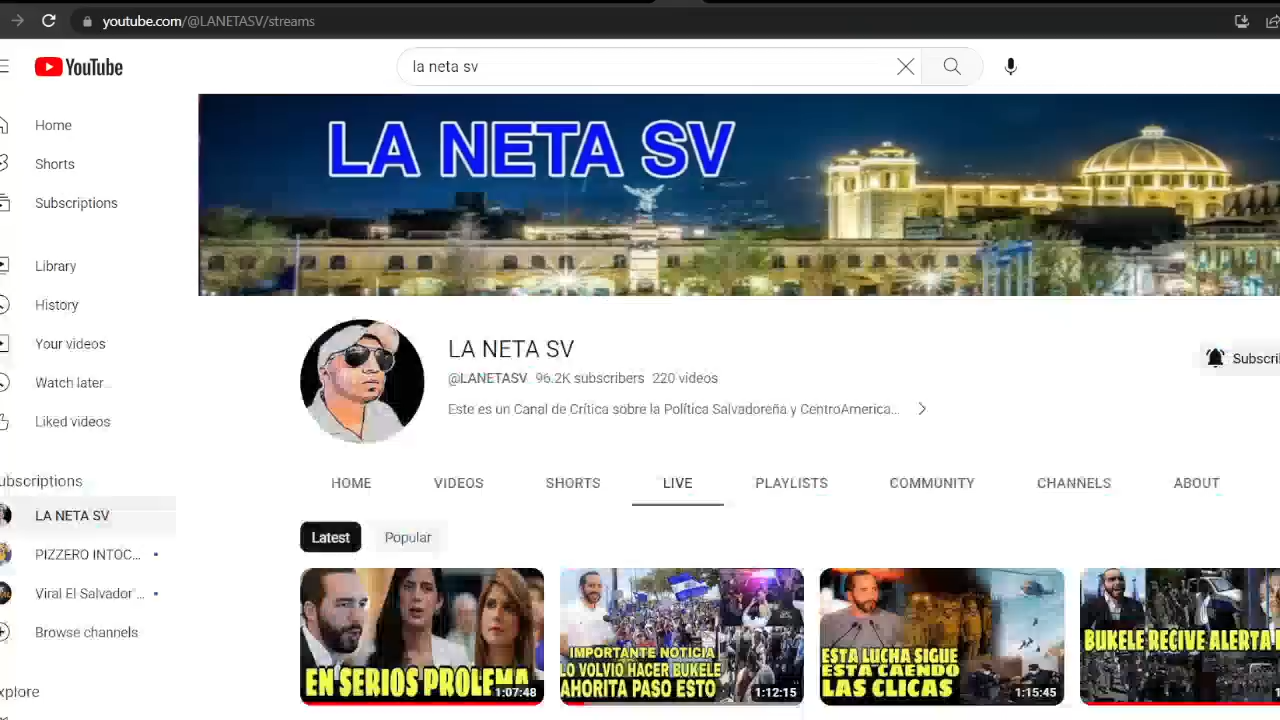 youtube.com/@LANETASV/streams
YouTube
la neta sv
Home
Shorts
Subscriptions
Library
History
Your videos
Watch later
Liked videos
ubscriptions
LA NETA SV
PIZZERO INTOC...
Viral El Salvador ...
Browse channels
xplore
LA NETA SV
LA NETA SV
@LANETASV 96.2K subscribers 220 videos
Este es un Canal de Crítica sobre la Política Salvadoreña y CentroAmerica...
Subscri
HOME VIDEOS SHORTS LIVE PLAYLISTS COMMUNITY CHANNELS ABOUT
Latest Popular
EN SERIOS PROLEMA
1:07:48
IMPORTANTE NOTICIA
LO VOLVIO HACER BUKELE
AHORITA PASO ESTO
1:12:15
ESTA LUCHA SIGUE
ESTA CAENDO
LAS CLICAS
1:15:45
BUKELE RECIVE ALERTA